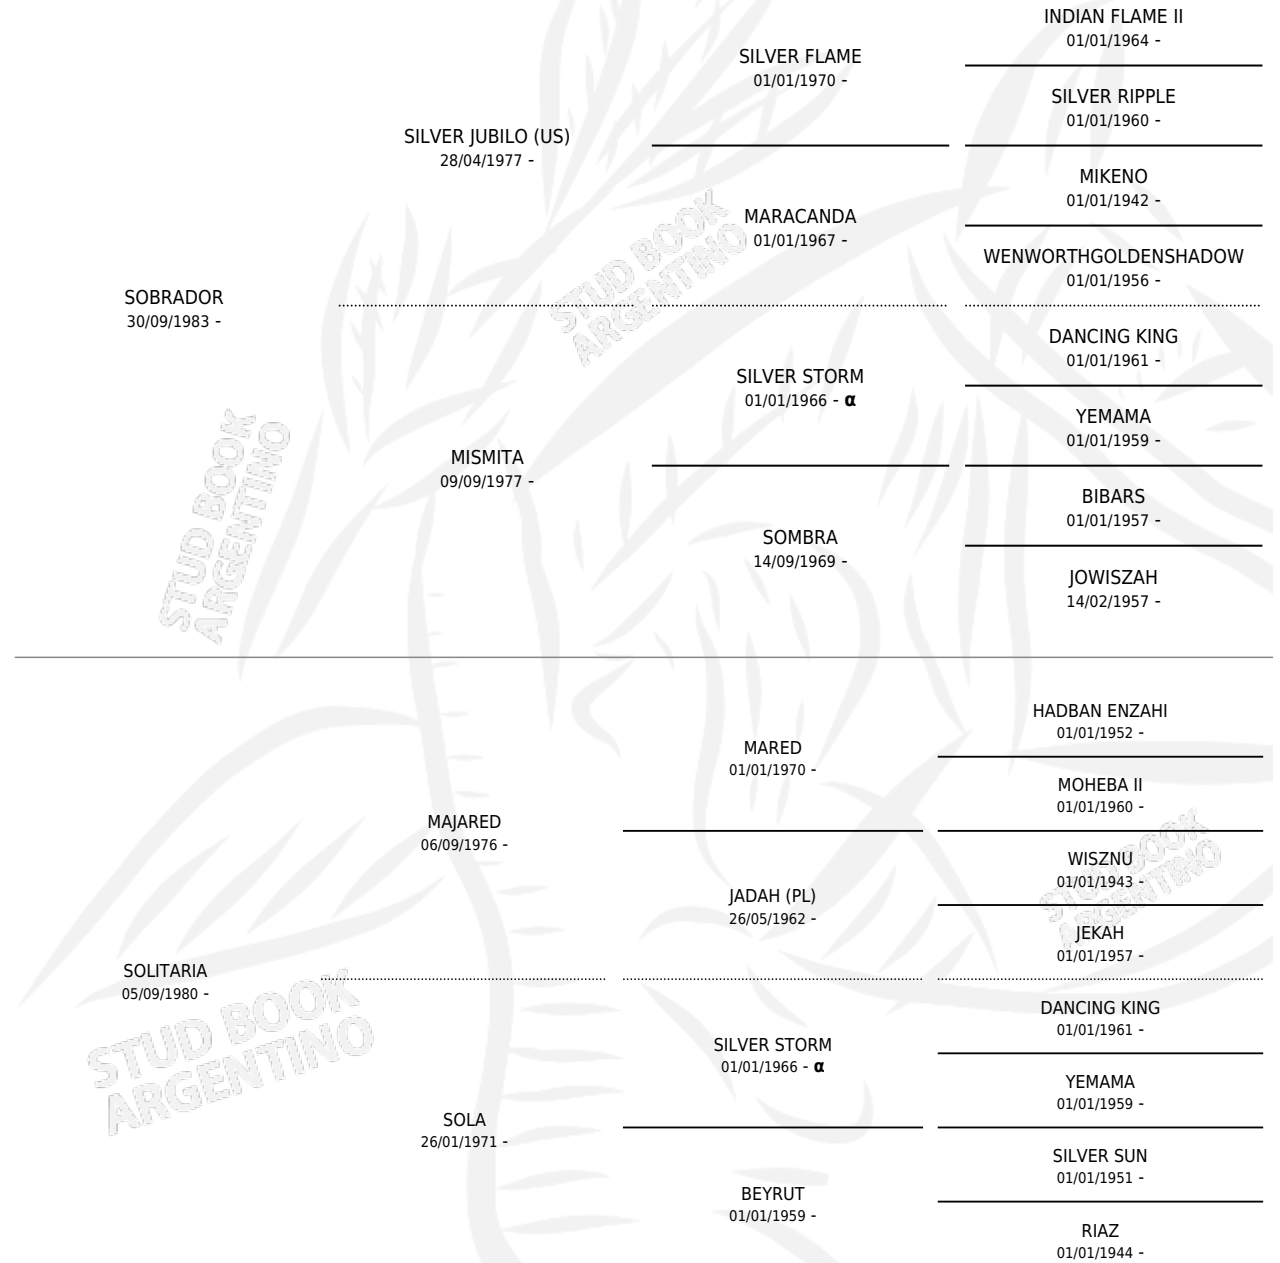 INDIAN FLAME II
01/01/1964 -
SILVER FLAME
01/01/1970 -
SILVER RIPPLE
01/01/1960 -
SILVER JUBILO (US)
28/04/1977 -
MIKENO
01/01/1942 -
MARACANDA
01/01/1967 -
WENWORTHGOLDENSHADOW
01/01/1956 -
SOBRADOR
30/09/1983 -
DANCING KING
01/01/1961 -
SILVER STORM
01/01/1966 - α
YEMAMA
01/01/1959 -
MISMITA
09/09/1977 -
BIBARS
01/01/1957 -
SOMBRA
14/09/1969 -
JOWISZAH
14/02/1957 -
HADBAN ENZAHI
01/01/1952 -
MARED
01/01/1970 -
MOHEBA II
01/01/1960 -
MAJARED
06/09/1976 -
WISZNU
01/01/1943 -
JADAH (PL)
26/05/1962 -
JEKAH
01/01/1957 -
SOLITARIA
05/09/1980 -
DANCING KING
01/01/1961 -
SILVER STORM
01/01/1966 - α
YEMAMA
01/01/1959 -
SOLA
26/01/1971 -
SILVER SUN
01/01/1951 -
BEYRUT
01/01/1959 -
RIAZ
01/01/1944 -
STUD BOOK
ARGENTINO
STUD BOOK
ARGENTINO
STUD BOOK
ARGENTINO
STUD BOOK
ARGENTINO